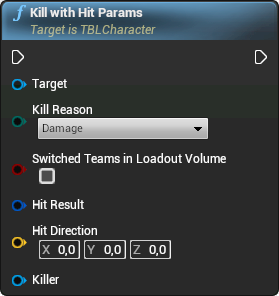 f Kill with Hit Params
Target is TBLCharacter
Target
Kill Reason
Damage
Switched Teams in Loadout Volume
Hit Result
Hit Direction
X 0,0 Y 0,0 Z 0,0
Killer